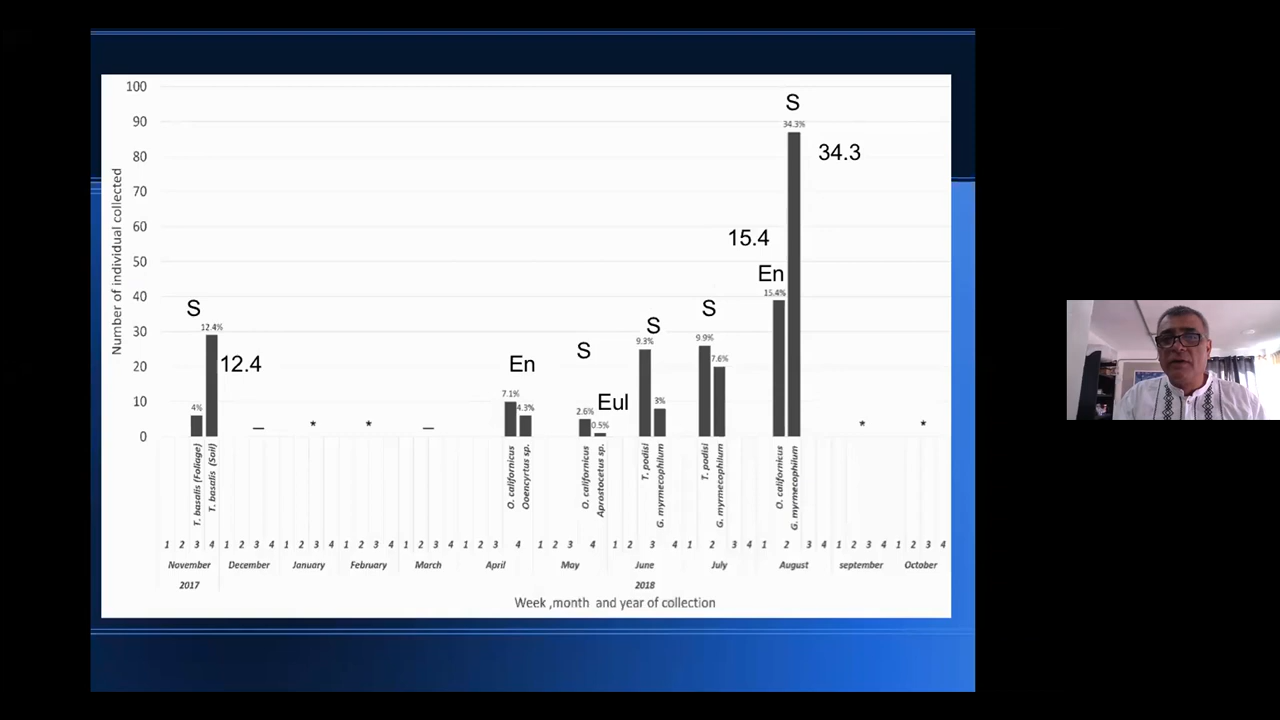 100
90
80
70
60
50
40
30
20
10
0
Number of individual collected
S
4%
12.4%
12.4
—
*
*
—
En
7.1%
4.3%
S
2.6%
Eul
0.5%
S
9.3%
3%
S
9.9%
7.6%
15.4
En
15.4%
S
34.3%
34.3
*
*
T. basalis (Foliage)
T. basalis (Soil)
O. californicus
Ooencyrtus sp.
O. californicus
Aprostocetus sp.
T. podisi
G. myrmecophilum
T. podisi
G. myrmecophilum
O. californicus
G. myrmecophilum
1 2 3 4 1 2 3 4 1 2 3 4 1 2 3 4 1 2 3 4 1 2 3 4 1 2 3 4 1 2 3 4 1 2 3 4 1 2 3 4 1 2 3 4 1 2 3 4
November December January February March April May June July August september October
2017 2018
Week ,month and year of collection